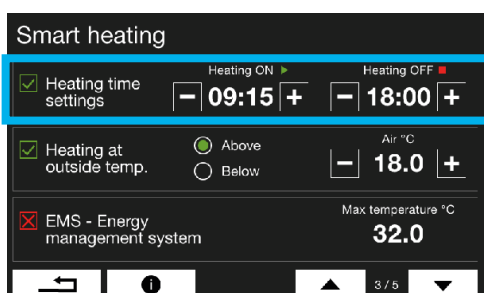 Smart heating
Heating time settings
Heating ON
Heating OFF
− 09:15 +
− 18:00 +
Heating at outside temp.
Above
Below
Air °C
− 18.0 +
EMS - Energy management system
Max temperature °C
32.0
i
3/5